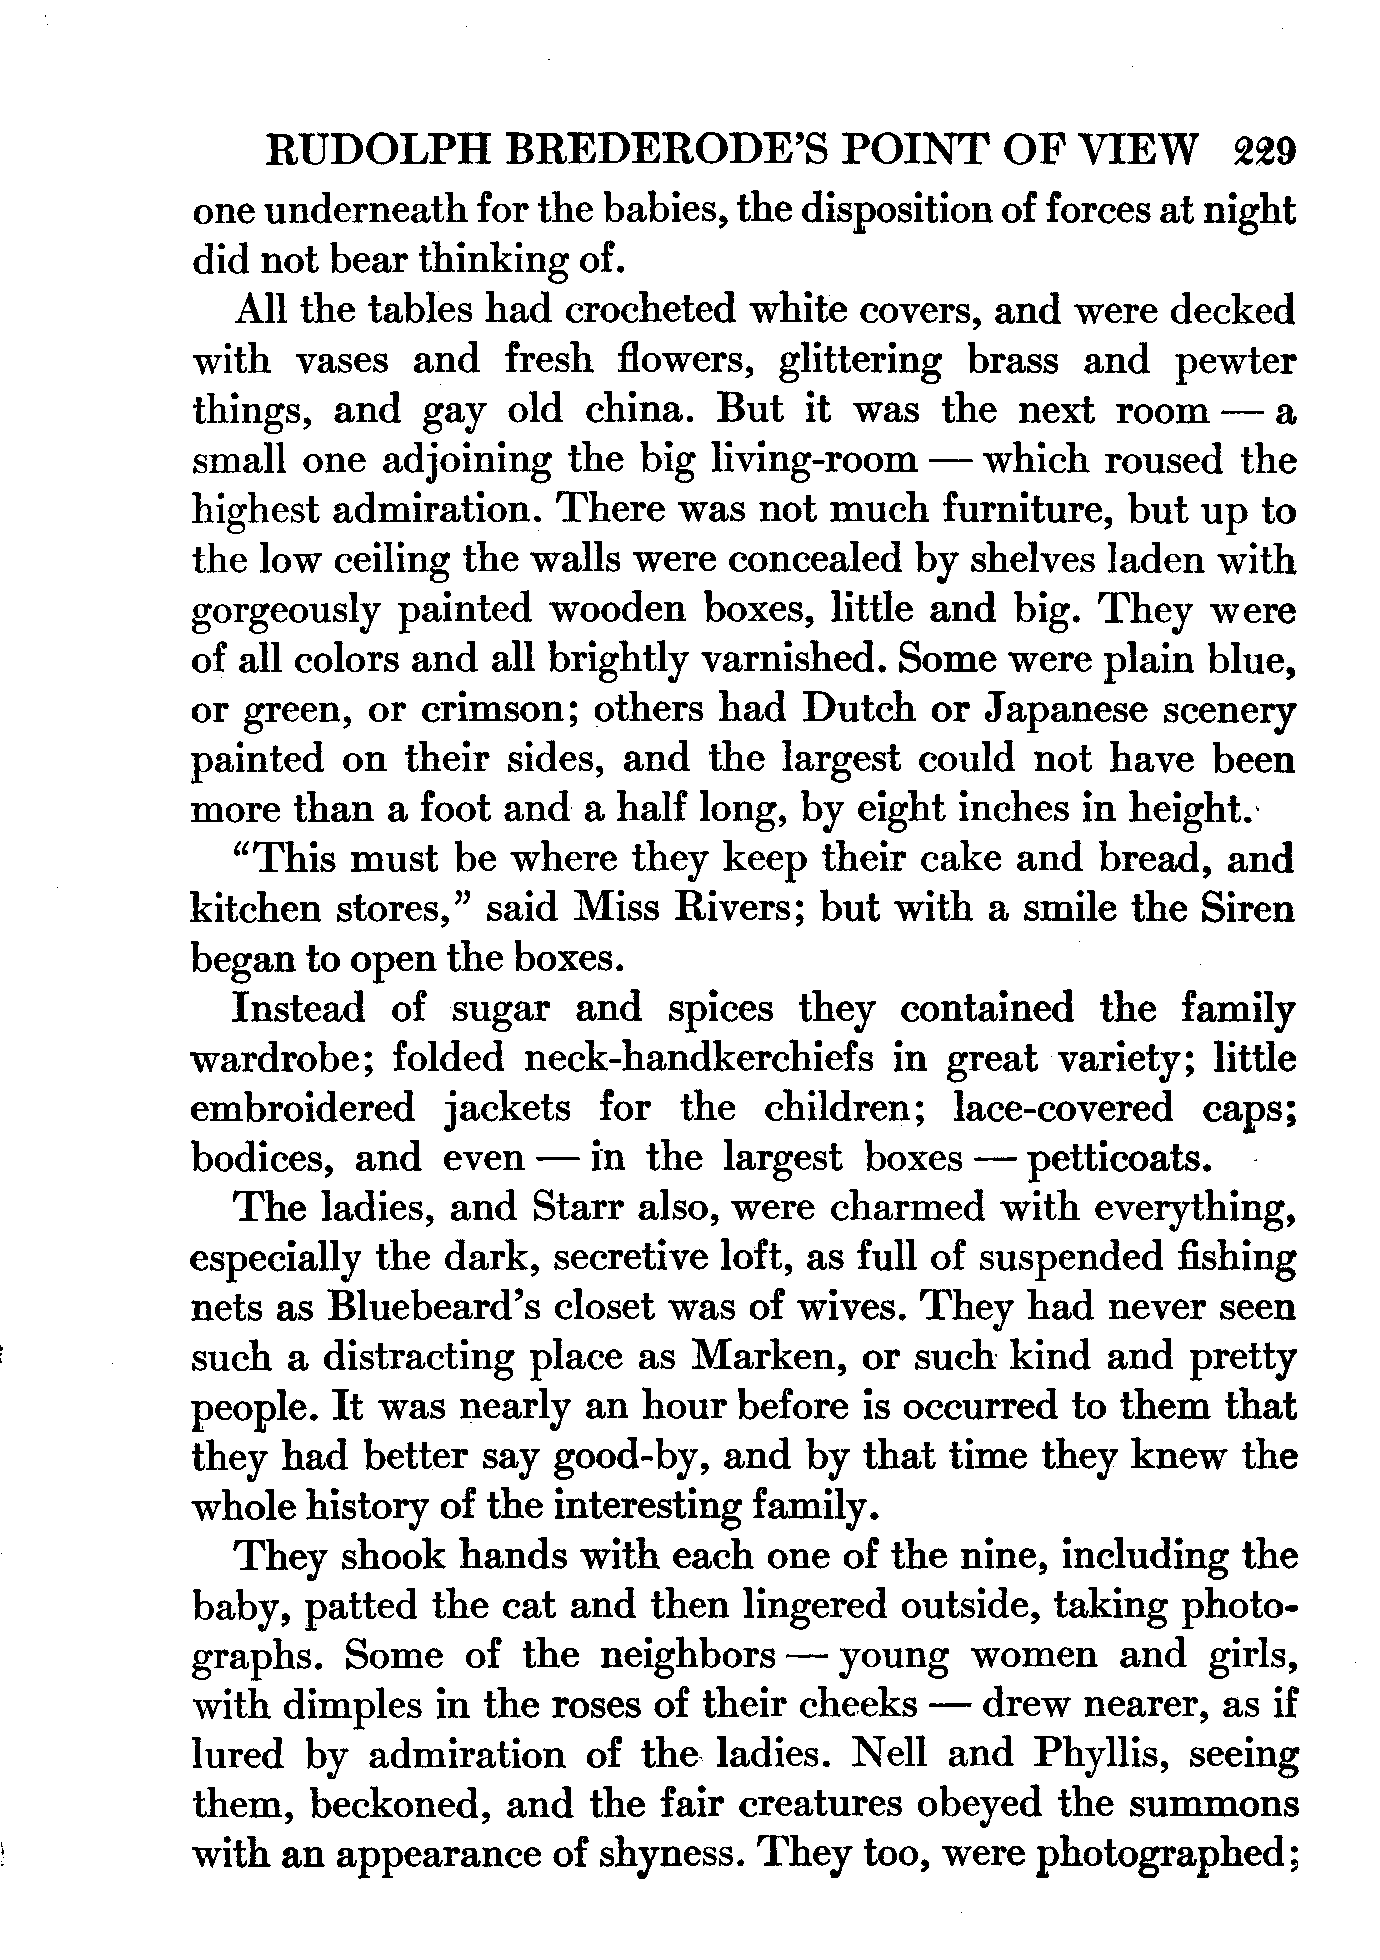 RUDOLPH BREDERODE'S POINT OF VIEW 229
one underneath for the babies, the disposition of forces at night
did not bear thinking of.
All the tables had crocheted white covers, and were decked
with vases and fresh flowers, glittering brass and pewter
things, and gay old china. But it was the next room — a
small one adjoining the big living-room — which roused the
highest admiration. There was not much furniture, but up to
the low ceiling the walls were concealed by shelves laden with
gorgeously painted wooden boxes, little and big. They were
of all colors and all brightly varnished. Some were plain blue,
or green, or crimson; others had Dutch or Japanese scenery
painted on their sides, and the largest could not have been
more than a foot and a half long, by eight inches in height.
"This must be where they keep their cake and bread, and
kitchen stores," said Miss Rivers; but with a smile the Siren
began to open the boxes.
Instead of sugar and spices they contained the family
wardrobe; folded neck-handkerchiefs in great variety; little
embroidered jackets for the children; lace-covered caps;
bodices, and even — in the largest boxes — petticoats.
The ladies, and Starr also, were charmed with everything,
especially the dark, secretive loft, as full of suspended fishing
nets as Bluebeard's closet was of wives. They had never seen
such a distracting place as Marken, or such kind and pretty
people. It was nearly an hour before is occurred to them that
they had better say good-by, and by that time they knew the
whole history of the interesting family.
They shook hands with each one of the nine, including the
baby, patted the cat and then lingered outside, taking photo-
graphs. Some of the neighbors — young women and girls,
with dimples in the roses of their cheeks — drew nearer, as if
lured by admiration of the ladies. Nell and Phyllis, seeing
them, beckoned, and the fair creatures obeyed the summons
with an appearance of shyness. They too, were photographed;